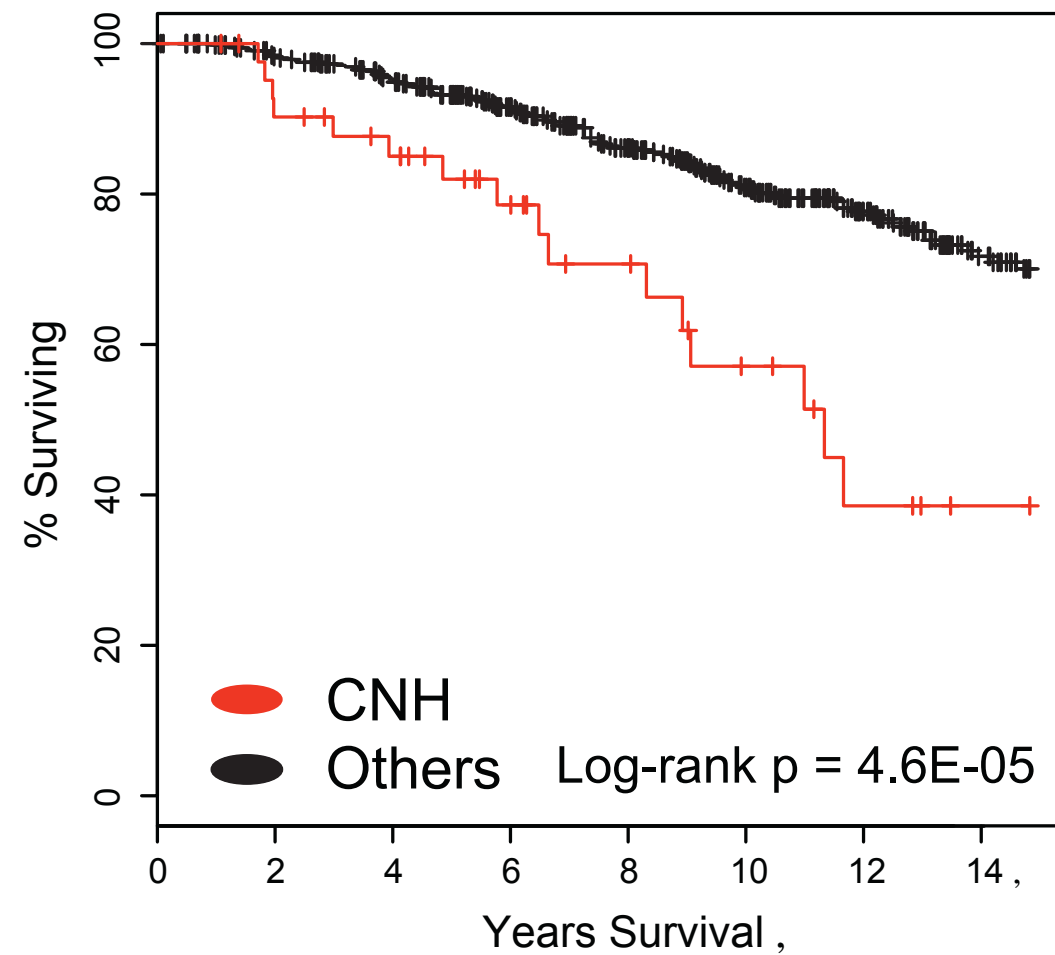 % Surviving
100
80
60
40
20
0
CNH
Others
Log-rank p = 4.6E-05
0 2 4 6 8 10 12 14 ,
Years Survival ,